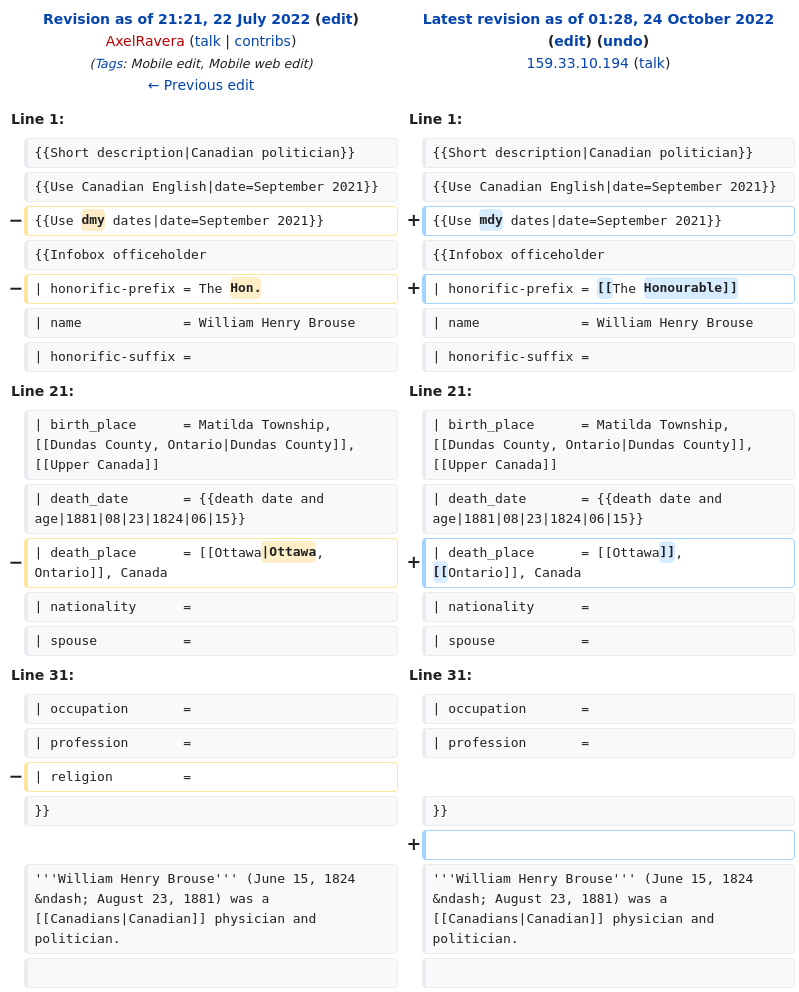 Revision as of 21:21, 22 July 2022 (edit)
AxelRavera (talk | contribs)
(Tags: Mobile edit, Mobile web edit)
← Previous edit
Latest revision as of 01:28, 24 October 2022
(edit) (undo)
159.33.10.194 (talk)
Line 1:
Line 1:
{{Short description|Canadian politician}}
{{Short description|Canadian politician}}
{{Use Canadian English|date=September 2021}}
{{Use Canadian English|date=September 2021}}
− {{Use dmy dates|date=September 2021}}
+ {{Use mdy dates|date=September 2021}}
{{Infobox officeholder
{{Infobox officeholder
− | honorific-prefix = The Hon.
+ | honorific-prefix = [[The Honourable]]
| name             = William Henry Brouse
| name             = William Henry Brouse
| honorific-suffix =
| honorific-suffix =
Line 21:
Line 21:
| birth_place      = Matilda Township,
[[Dundas County, Ontario|Dundas County]],
[[Upper Canada]]
| birth_place      = Matilda Township,
[[Dundas County, Ontario|Dundas County]],
[[Upper Canada]]
| death_date       = {{death date and
age|1881|08|23|1824|06|15}}
| death_date       = {{death date and
age|1881|08|23|1824|06|15}}
− | death_place      = [[Ottawa|Ottawa,
Ontario]], Canada
+ | death_place      = [[Ottawa]],
[[Ontario]], Canada
| nationality      =
| nationality      =
| spouse           =
| spouse           =
Line 31:
Line 31:
| occupation       =
| occupation       =
| profession       =
| profession       =
− | religion         =
}}
}}
+
'''William Henry Brouse''' (June 15, 1824
&ndash; August 23, 1881) was a
[[Canadians|Canadian]] physician and
politician.
'''William Henry Brouse''' (June 15, 1824
&ndash; August 23, 1881) was a
[[Canadians|Canadian]] physician and
politician.